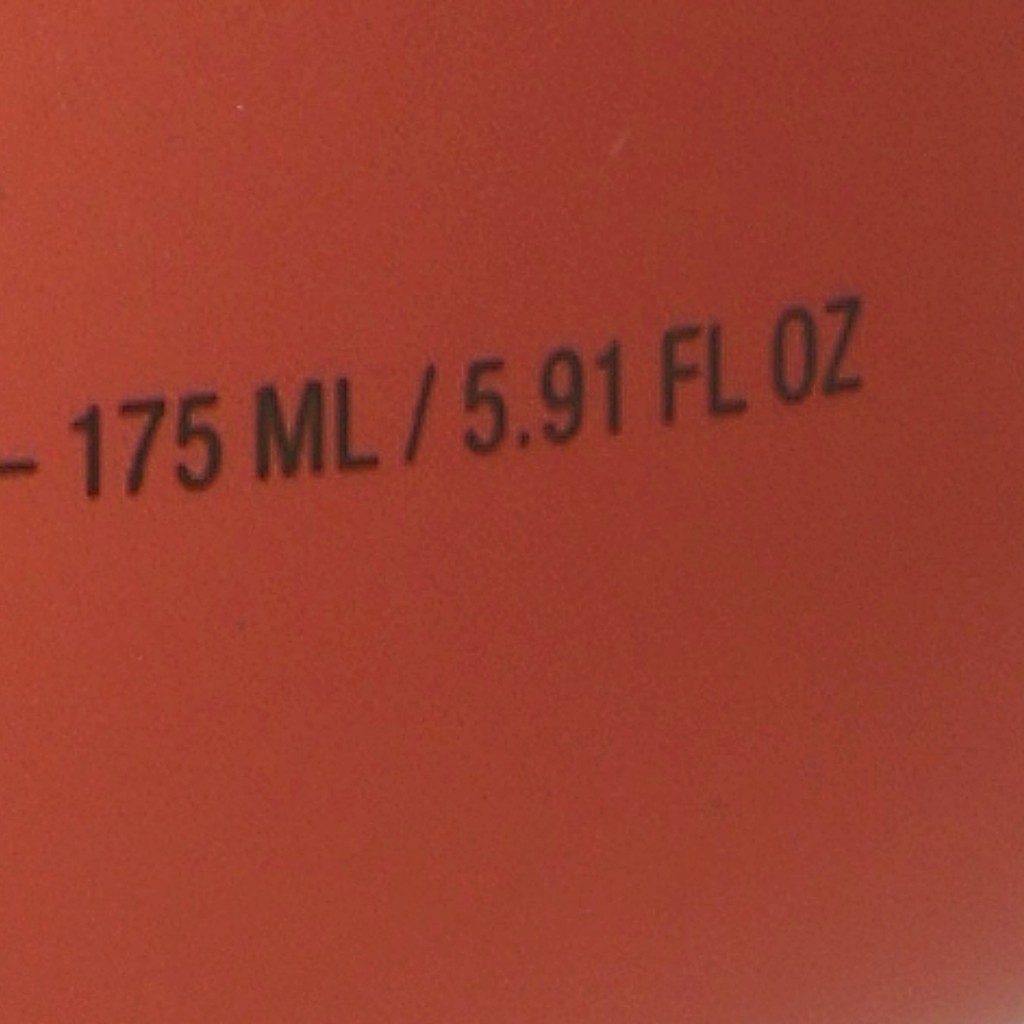 – 175 ML / 5.91 FL OZ